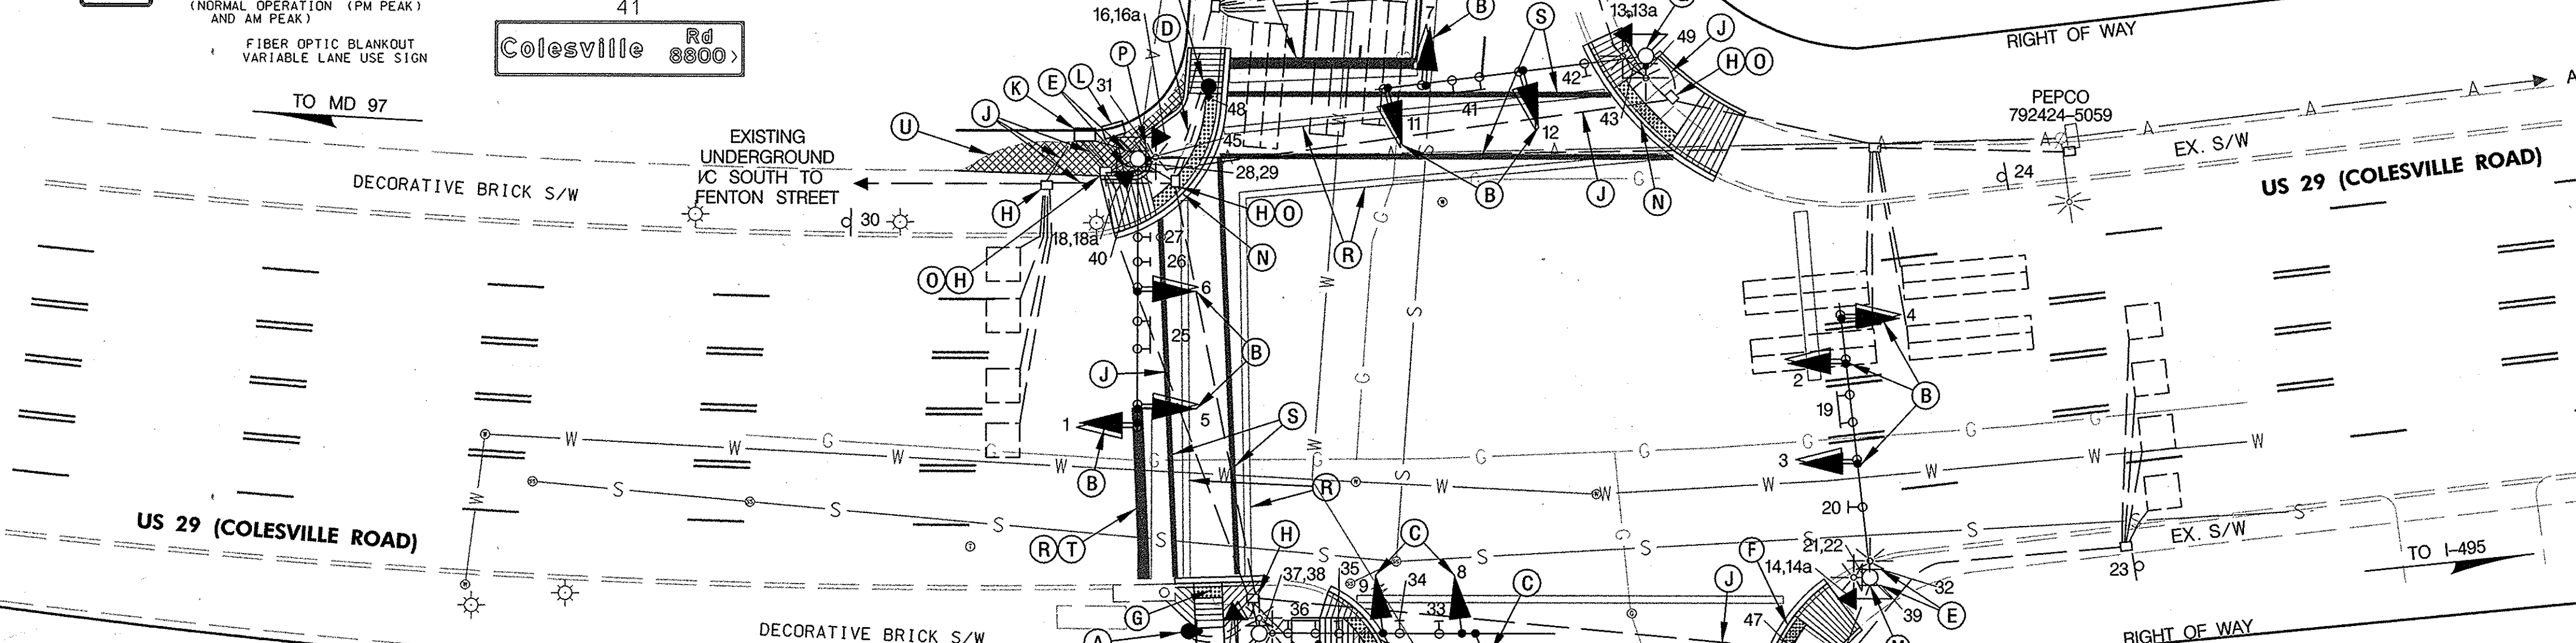 (NORMAL OPERATION (PM PEAK)
AND AM PEAK)
FIBER OPTIC BLANKOUT
VARIABLE LANE USE SIGN
41
Colesville Rd
8800>
TO MD 97
EXISTING
UNDERGROUND
I/C SOUTH TO
FENTON STREET
DECORATIVE BRICK S/W
30
U
J
K
E
L
31
P
D
16,16a
A
48
45
28,29
H
O H
18,18a
40
27
26
6
25
H O
N
B
J
5
1
B
S
R
R T
7
B
S
11
12
41
42
43
13,13a
49
J
H O
B
J
N
R
RIGHT OF WAY
PEPCO
792424-5059
A
A
A
A
A
EX. S/W
24
US 29 (COLESVILLE ROAD)
4
2
19
B
3
20
21,22
14,14a
F
J
47
32
39
E
23
EX. S/W
TO I-495
RIGHT OF WAY
W
W
W
W
W
W
W
W
W
W
G
G
G
G
G
G
G
S
S
S
S
S
S
S
S
US 29 (COLESVILLE ROAD)
H
37,38
35
34
36
33
9
8
C
C
G
A
DECORATIVE BRICK S/W